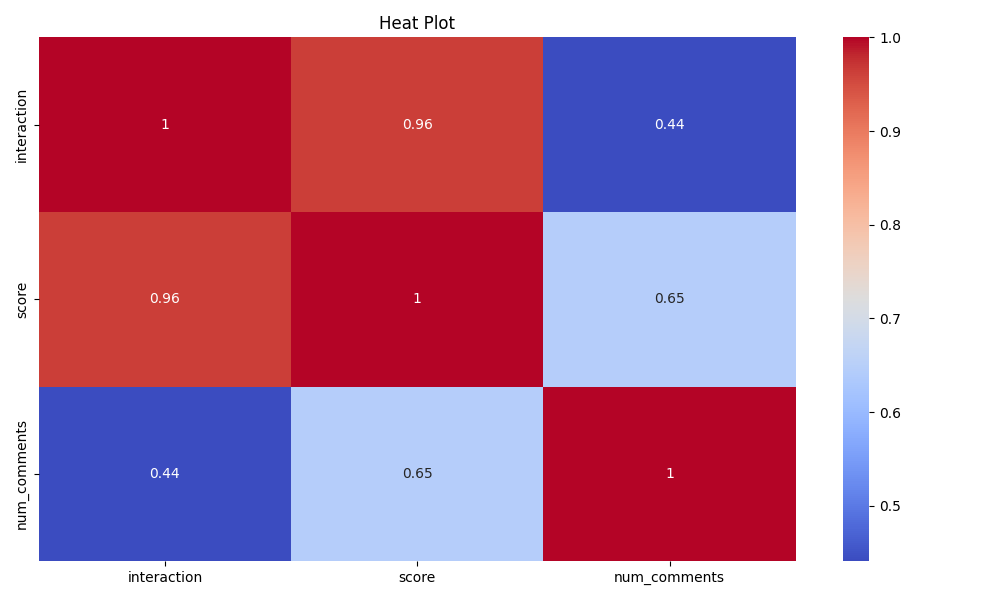 Heat Plot
interaction
1
0.96
0.44
score
0.96
1
0.65
num_comments
0.44
0.65
1
interaction
score
num_comments
1.0
0.9
0.8
0.7
0.6
0.5